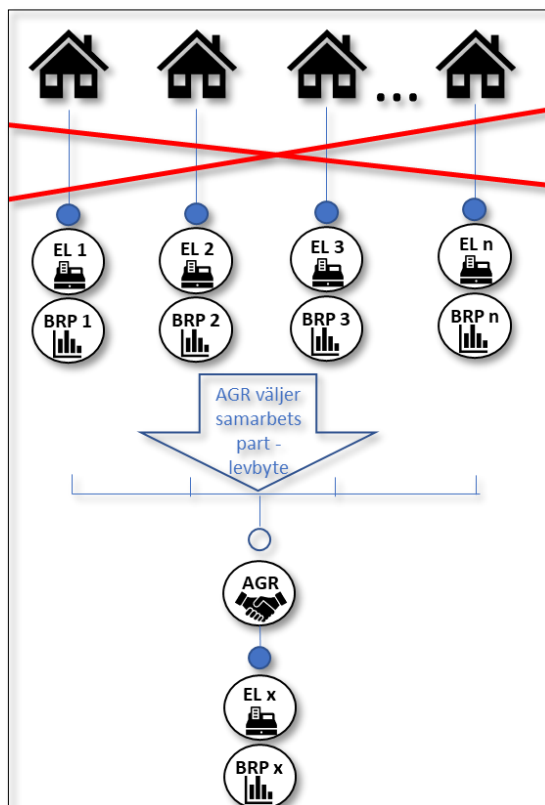 ...
EL 1
EL 2
EL 3
EL n
BRP 1
BRP 2
BRP 3
BRP n
AGR väljer
samarbets
part -
levbyte
AGR
EL x
BRP x